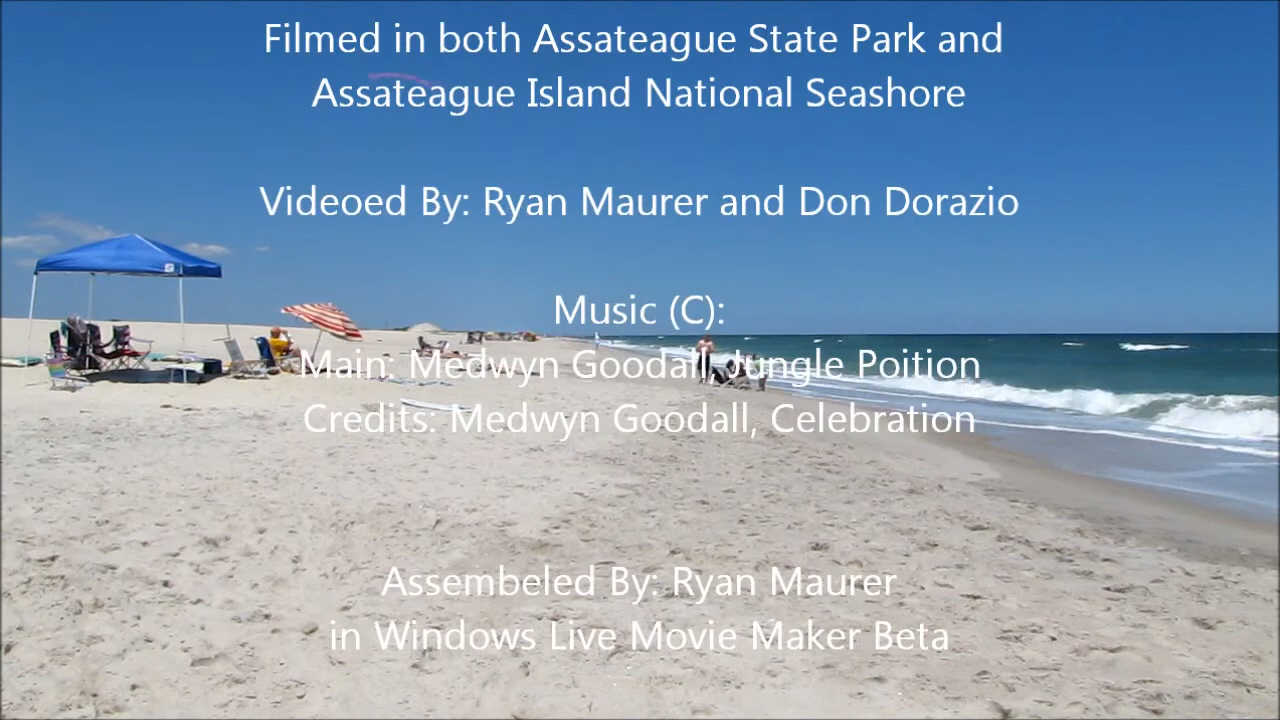 Filmed in both Assateague State Park and
Assateague Island National Seashore
Videoed By: Ryan Maurer and Don Dorazio
Music (C):
Main: Medwyn Goodall, Jungle Poition
Credits: Medwyn Goodall, Celebration
Assembeled By: Ryan Maurer
in Windows Live Movie Maker Beta